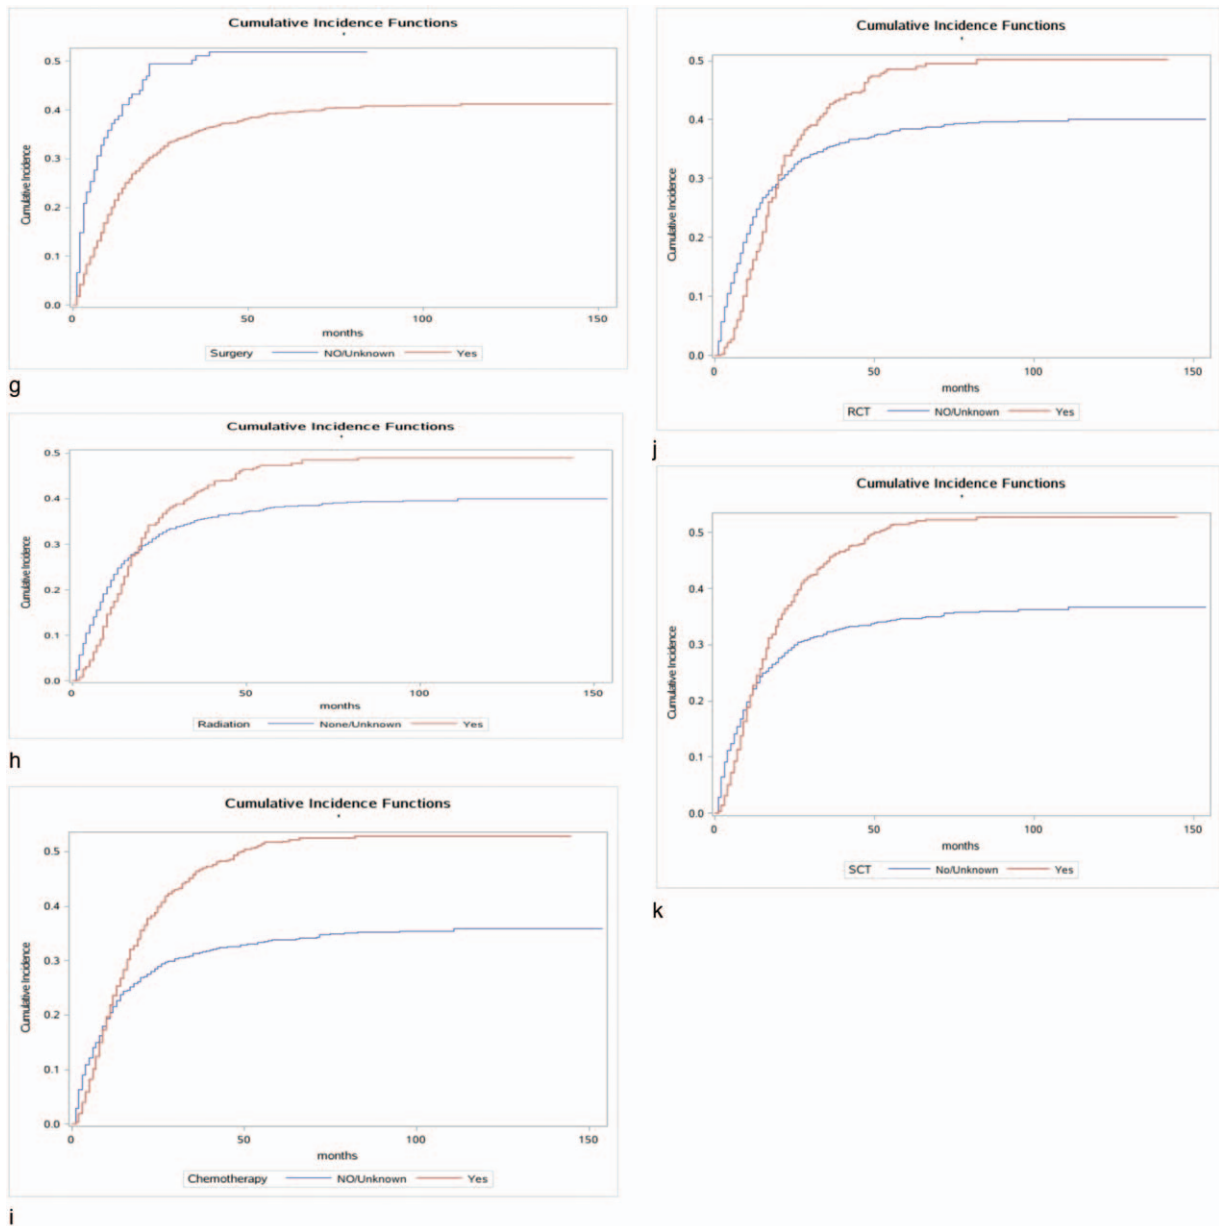 Cumulative Incidence Functions
Cumulative Incidence
0.5
0.4
0.3
0.2
0.1
0.0
0 50 100 150
months
Surgery NO/Unknown Yes
g
Cumulative Incidence Functions
Cumulative Incidence
0.5
0.4
0.3
0.2
0.1
0.0
0 50 100 150
months
Radiation None/Unknown Yes
h
Cumulative Incidence Functions
Cumulative Incidence
0.5
0.4
0.3
0.2
0.1
0.0
0 50 100 150
months
Chemotherapy NO/Unknown Yes
i
Cumulative Incidence Functions
Cumulative Incidence
0.5
0.4
0.3
0.2
0.1
0.0
0 50 100 150
months
RCT NO/Unknown Yes
j
Cumulative Incidence Functions
Cumulative Incidence
0.5
0.4
0.3
0.2
0.1
0.0
0 50 100 150
months
SCT No/Unknown Yes
k